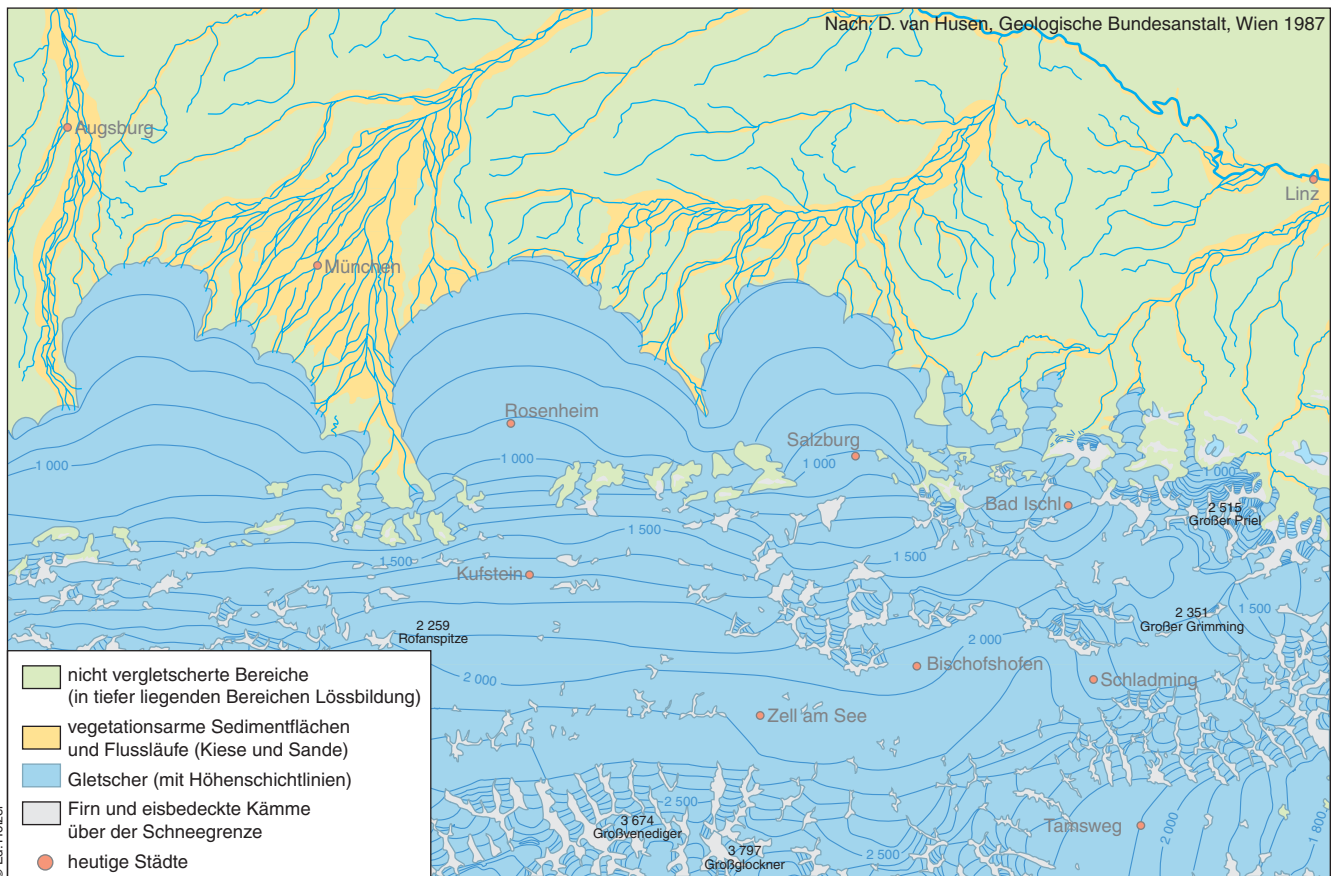 Nach: D. van Husen, Geologische Bundesanstalt, Wien 1987
Augsburg
Linz
München
Rosenheim
Salzburg
1 000
1 000
1 000
1 000
Bad Ischl
2 515
Großer Priel
1 500
1 500
1 500
Kufstein
2 259
Rofanspitze
2 351
Großer Grimming
1 500
2 000
Bischofshofen
2 000
Schladming
Zell am See
2 500
3 674
Großvenediger
3 797
Großglockner
2 500
Tamsweg
2 000
1 800
nicht vergletscherte Bereiche
(in tiefer liegenden Bereichen Lössbildung)
vegetationsarme Sedimentflächen
und Flussläufe (Kiese und Sande)
Gletscher (mit Höhenschichtlinien)
Firn und eisbedeckte Kämme
über der Schneegrenze
heutige Städte